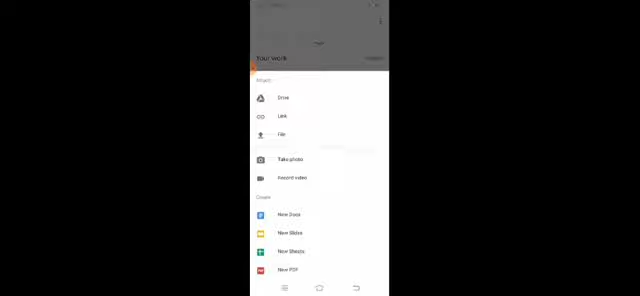 Your work
Attach
Drive
Link
File
Take photo
Record video
Create
New Docs
New Slides
New Sheets
New PDF